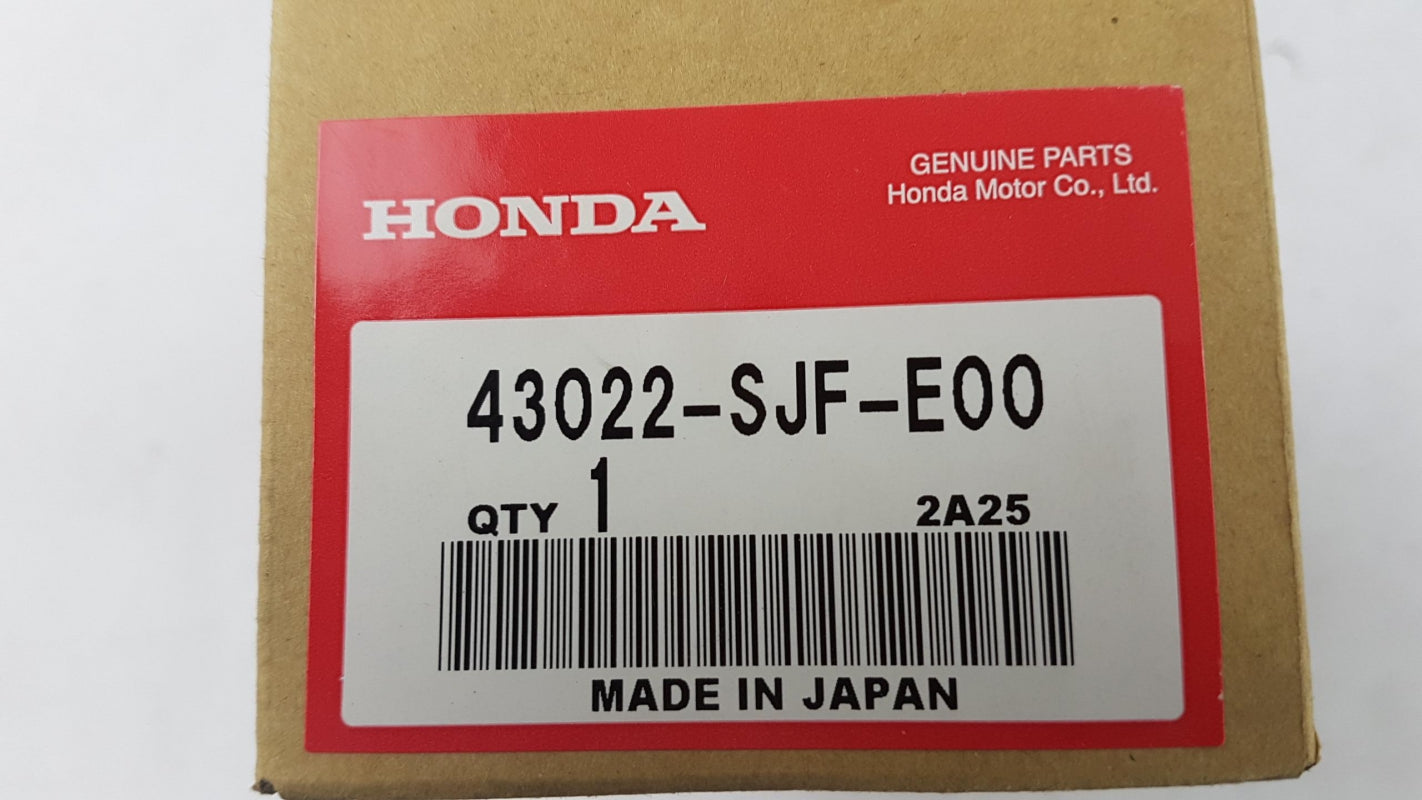 HONDA
GENUINE PARTS
Honda Motor Co., Ltd.
43022-SJF-E00
QTY 1
2A25
MADE IN JAPAN